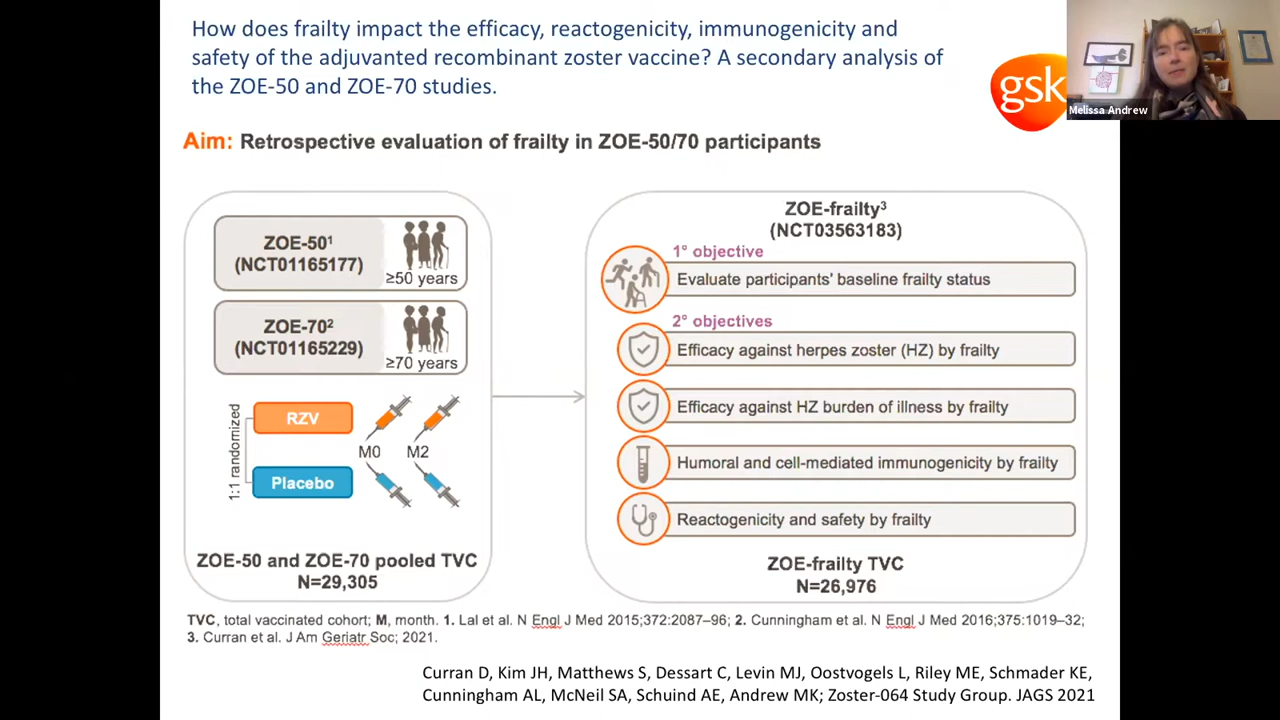 How does frailty impact the efficacy, reactogenicity, immunogenicity and
safety of the adjuvanted recombinant zoster vaccine? A secondary analysis of
the ZOE-50 and ZOE-70 studies.
gsk
Melissa Andrew
Aim: Retrospective evaluation of frailty in ZOE-50/70 participants
ZOE-50¹
(NCT01165177)
≥50 years
ZOE-70²
(NCT01165229)
≥70 years
1:1 randomized
RZV
M0 M2
Placebo
ZOE-50 and ZOE-70 pooled TVC
N=29,305
ZOE-frailty³
(NCT03563183)
1° objective
Evaluate participants' baseline frailty status
2° objectives
Efficacy against herpes zoster (HZ) by frailty
Efficacy against HZ burden of illness by frailty
Humoral and cell-mediated immunogenicity by frailty
Reactogenicity and safety by frailty
ZOE-frailty TVC
N=26,976
TVC, total vaccinated cohort; M, month. 1. Lal et al. N Engl J Med 2015;372:2087–96; 2. Cunningham et al. N Engl J Med 2016;375:1019–32;
3. Curran et al. J Am Geriatr Soc; 2021.
Curran D, Kim JH, Matthews S, Dessart C, Levin MJ, Oostvogels L, Riley ME, Schmader KE,
Cunningham AL, McNeil SA, Schuind AE, Andrew MK; Zoster-064 Study Group. JAGS 2021